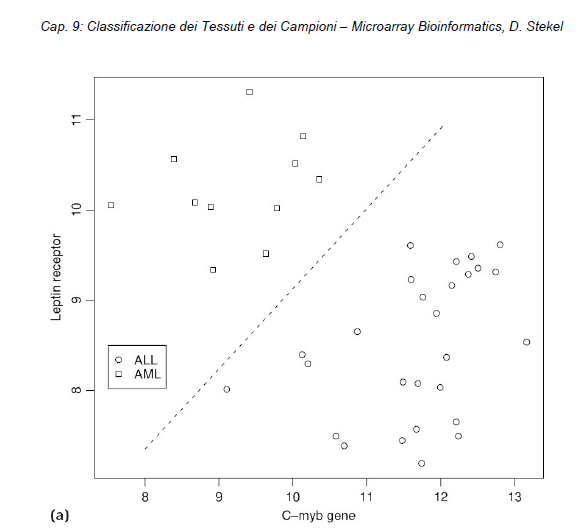 Cap. 9: Classificazione dei Tessuti e dei Campioni – Microarray Bioinformatics, D. Stekel
11
10
9
8
Leptin receptor
ALL
AML
8 9 10 11 12 13
C–myb gene
(a)